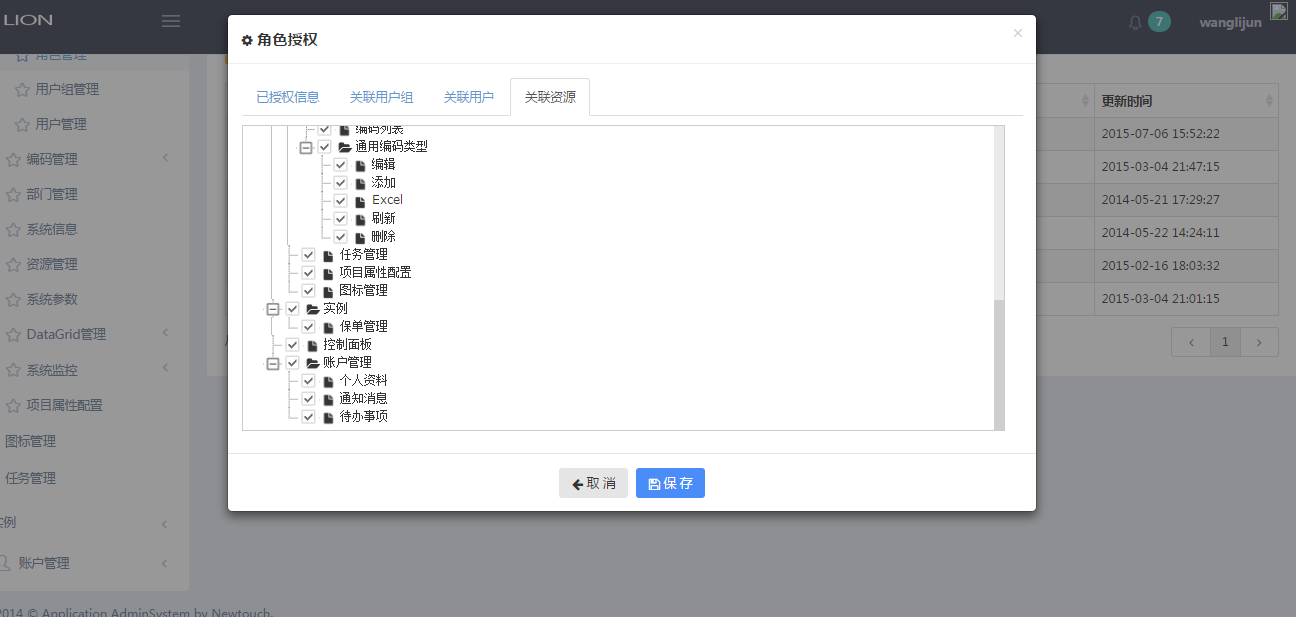 LION
7
wanglijun
角色管理
用户组管理
用户管理
编码管理
部门管理
系统信息
资源管理
系统参数
DataGrid管理
系统监控
项目属性配置
图标管理
任务管理
实例
账户管理
角色授权
×
已授权信息
关联用户组
关联用户
关联资源
编码列表
通用编码类型
编辑
添加
Excel
刷新
删除
任务管理
项目属性配置
图标管理
实例
保单管理
控制面板
账户管理
个人资料
通知消息
待办事项
取 消
保 存
更新时间
2015-07-06 15:52:22
2015-03-04 21:47:15
2014-05-21 17:29:27
2014-05-22 14:24:11
2015-02-16 18:03:32
2015-03-04 21:01:15
1
2014 © Application AdminSystem by Newtouch.